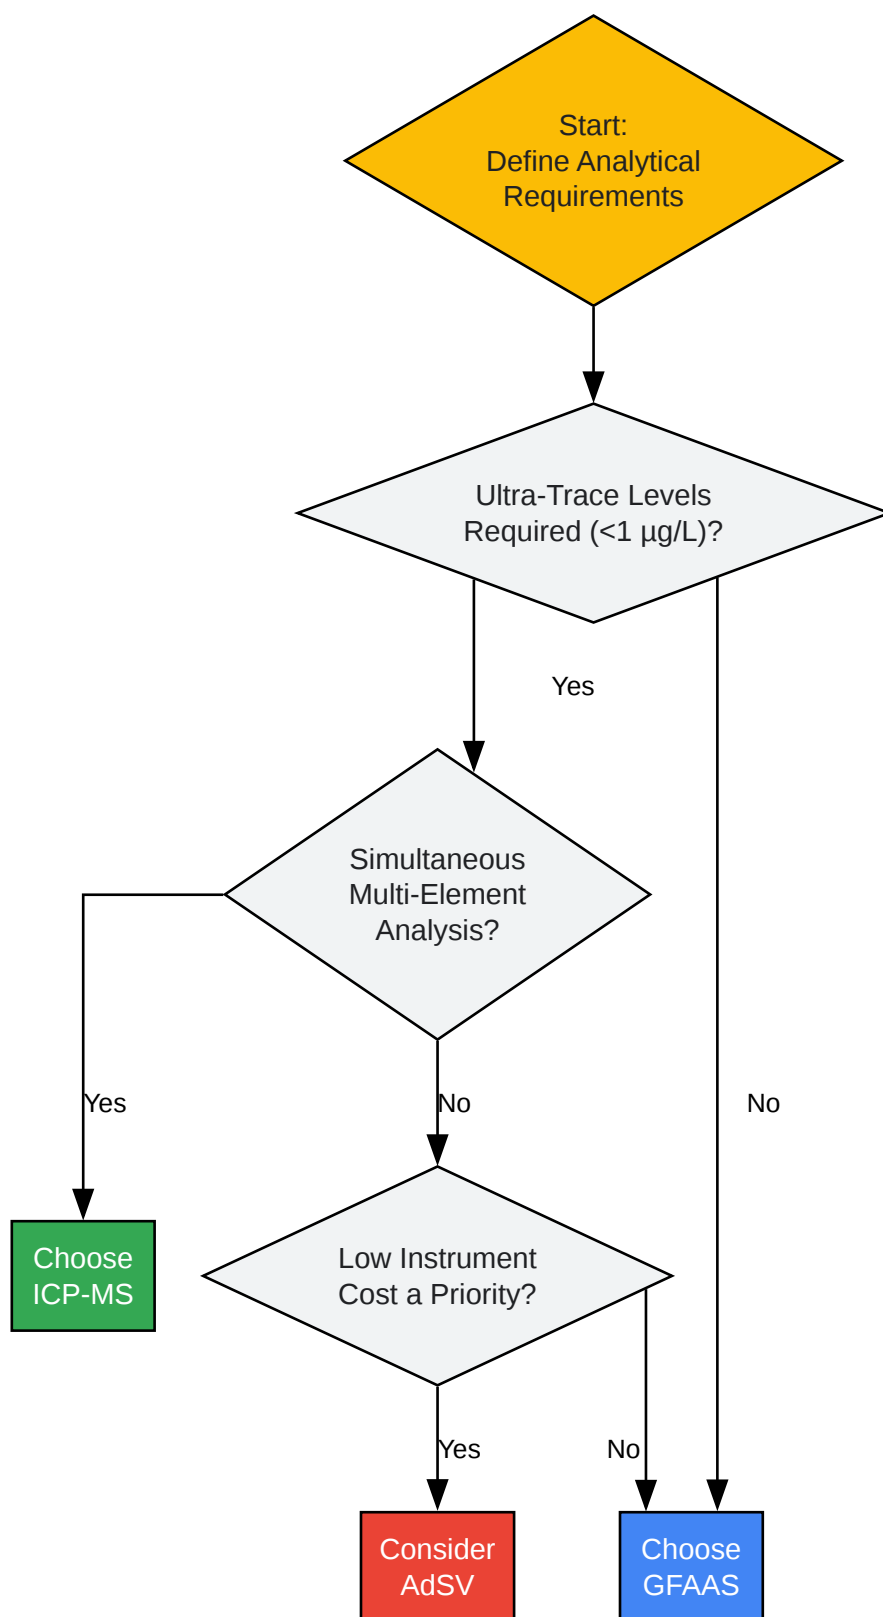 Start:
Define Analytical
Requirements
Ultra-Trace Levels
Required (<1 µg/L)?
Yes
Simultaneous
Multi-Element
Analysis?
Yes
No
No
Choose
ICP-MS
Low Instrument
Cost a Priority?
Yes
No
Consider
AdSV
Choose
GFAAS